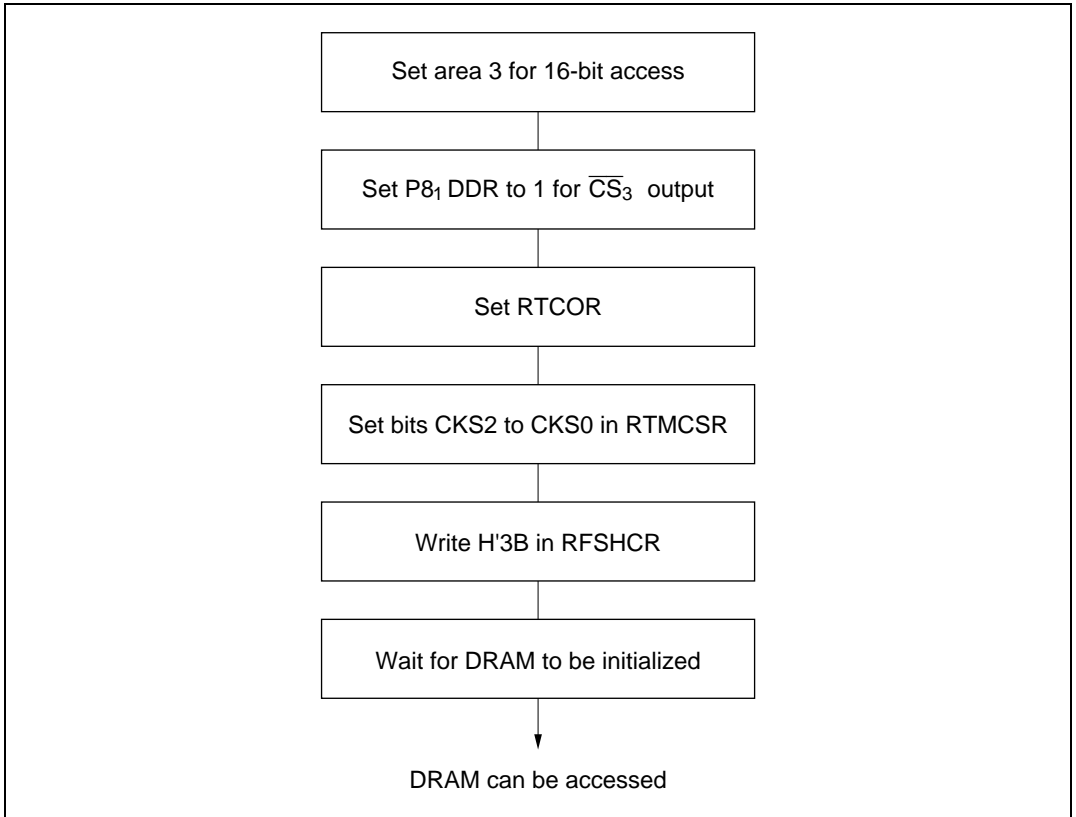 Set area 3 for 16-bit access
Set P8₁ DDR to 1 for C̅S̅₃ output
Set RTCOR
Set bits CKS2 to CKS0 in RTMCSR
Write H'3B in RFSHCR
Wait for DRAM to be initialized
DRAM can be accessed